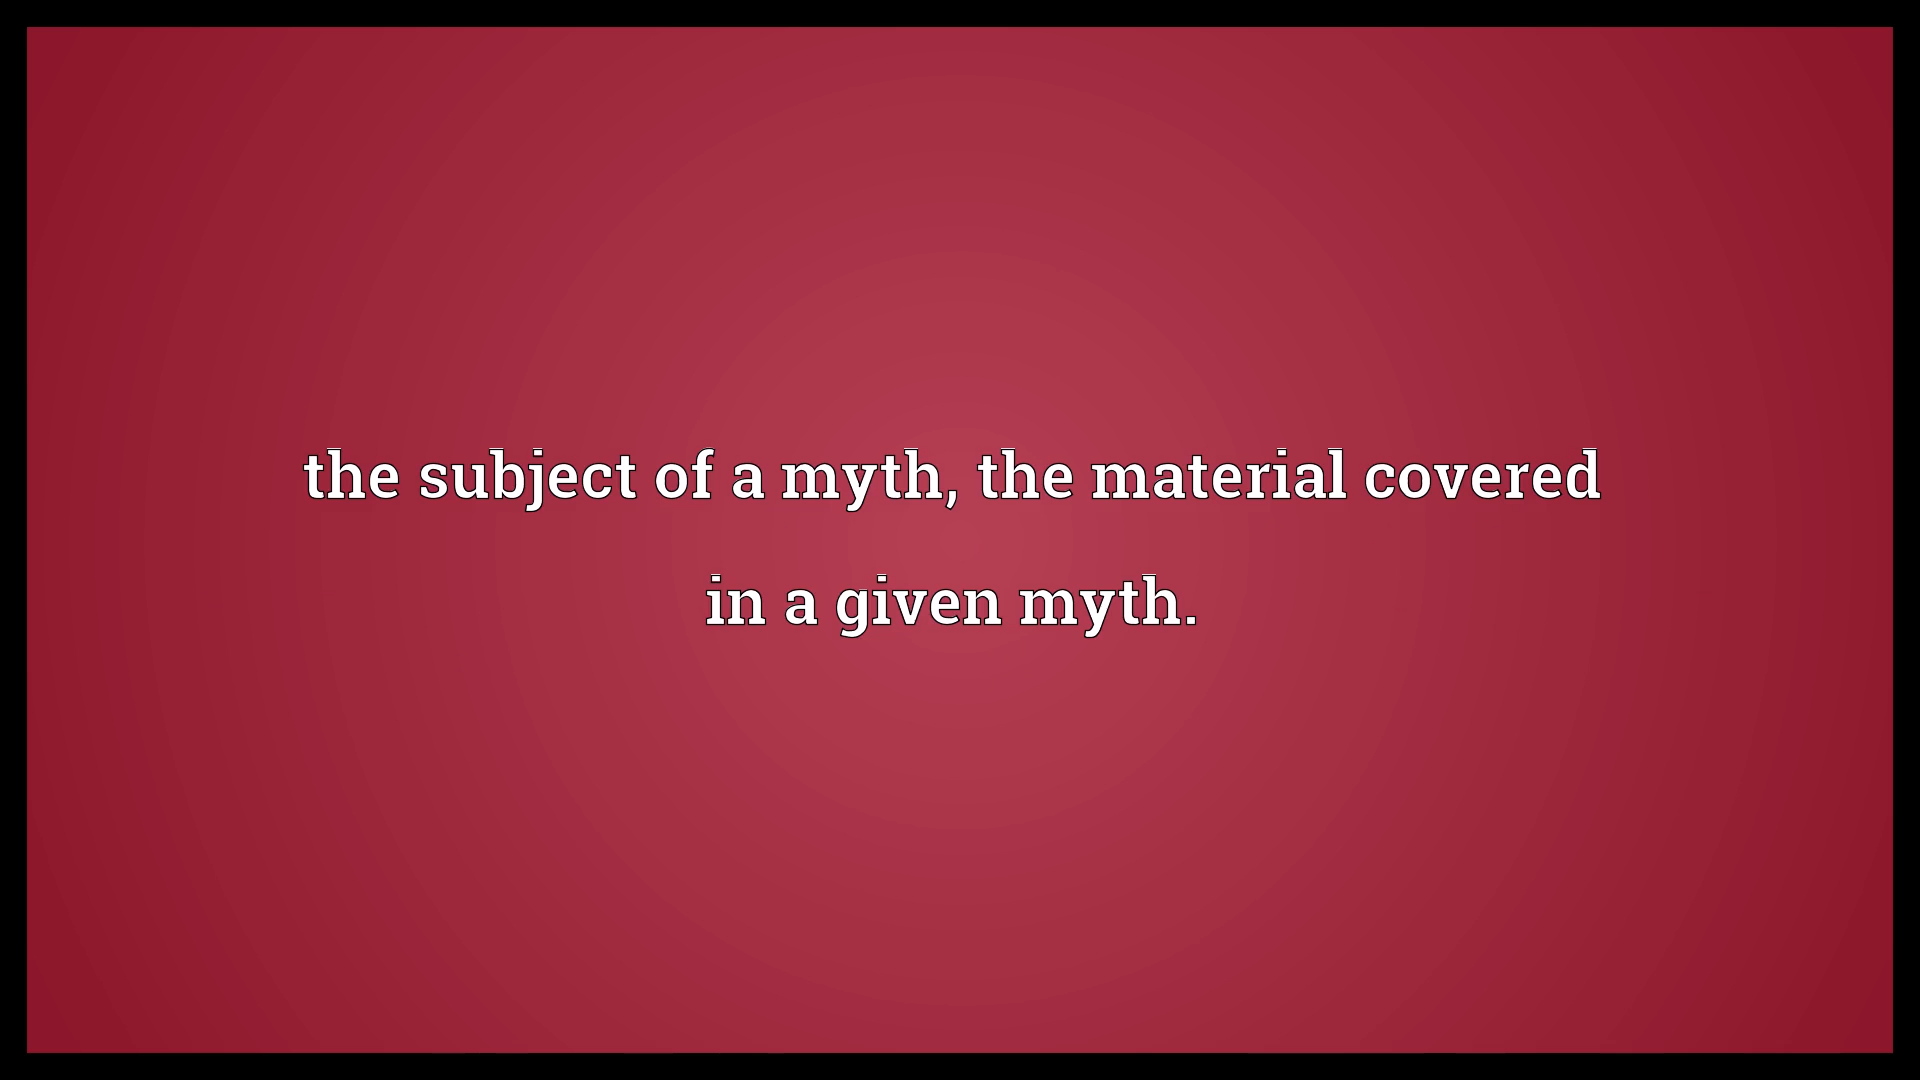 the subject of a myth, the material covered
in a given myth.